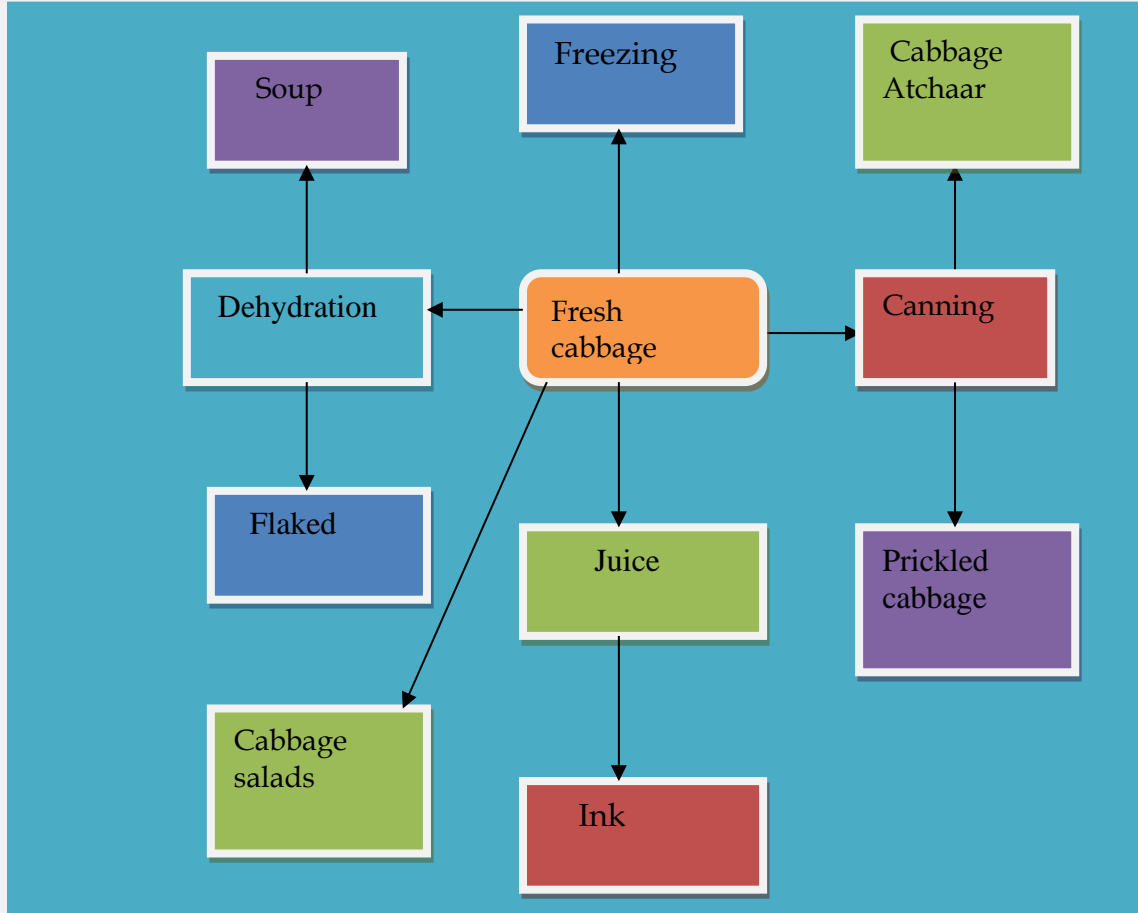 Soup
Freezing
Cabbage
Atchaar
Dehydration
Fresh
cabbage
Canning
Flaked
Juice
Prickled
cabbage
Cabbage
salads
Ink